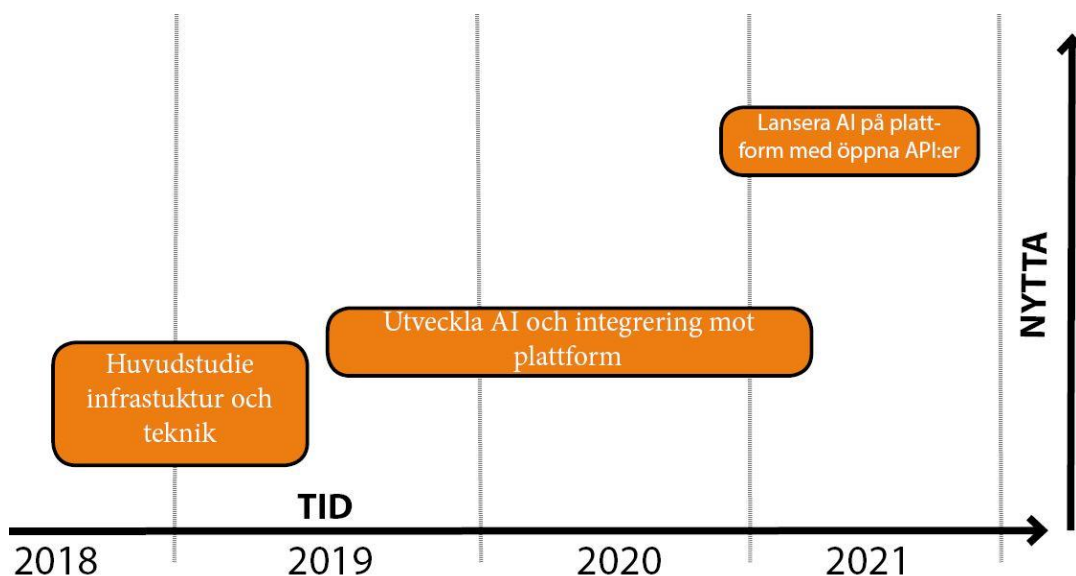 Lansera AI på platt-
form med öppna API:er
NYTTA
Utveckla AI och integrering mot
plattform
Huvudstudie
infrastuktur och
teknik
TID
2018
2019
2020
2021